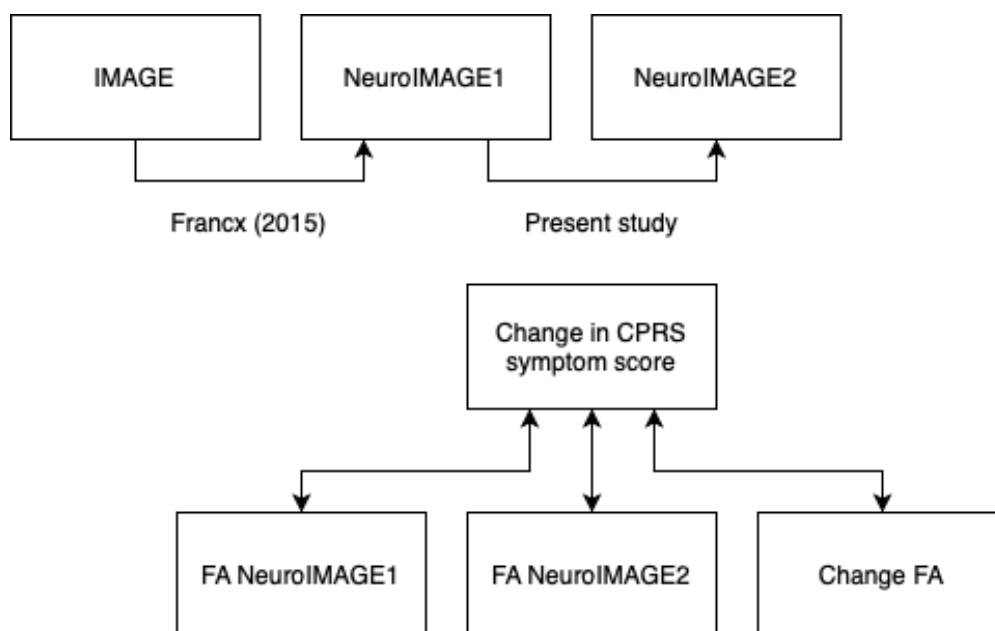 IMAGE
NeuroIMAGE1
NeuroIMAGE2
Francx (2015)
Present study
Change in CPRS
symptom score
FA NeuroIMAGE1
FA NeuroIMAGE2
Change FA